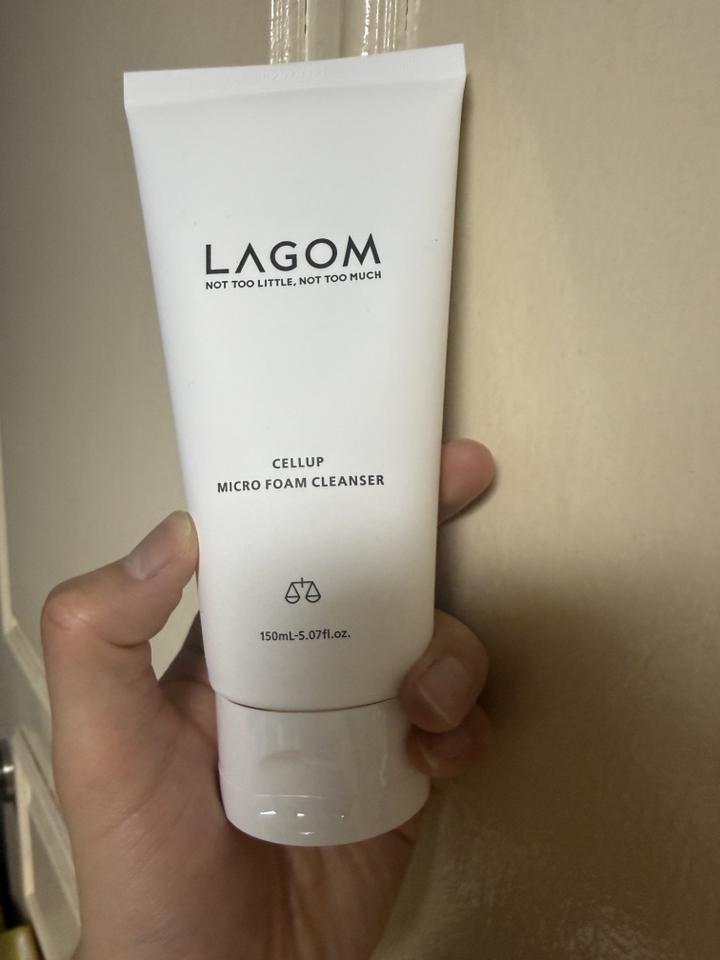 LAGOM
NOT TOO LITTLE, NOT TOO MUCH
CELLUP
MICRO FOAM CLEANSER
150mL-5.07fl.oz.